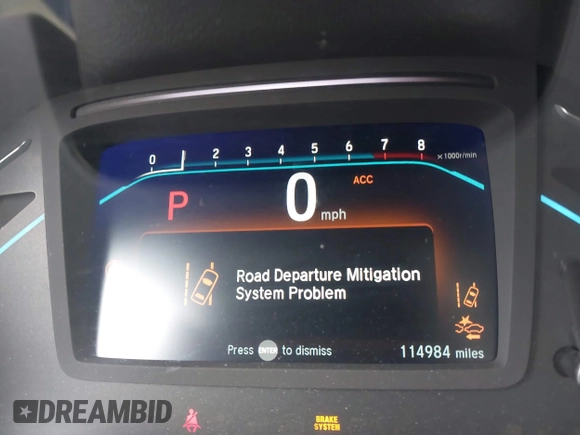 0 2 3 4 5 6 7 8 ×1000r/min
ACC
P 0 mph
Road Departure Mitigation
System Problem
Press ENTER to dismiss
114984 miles
BRAKE
SYSTEM
DREAMBID